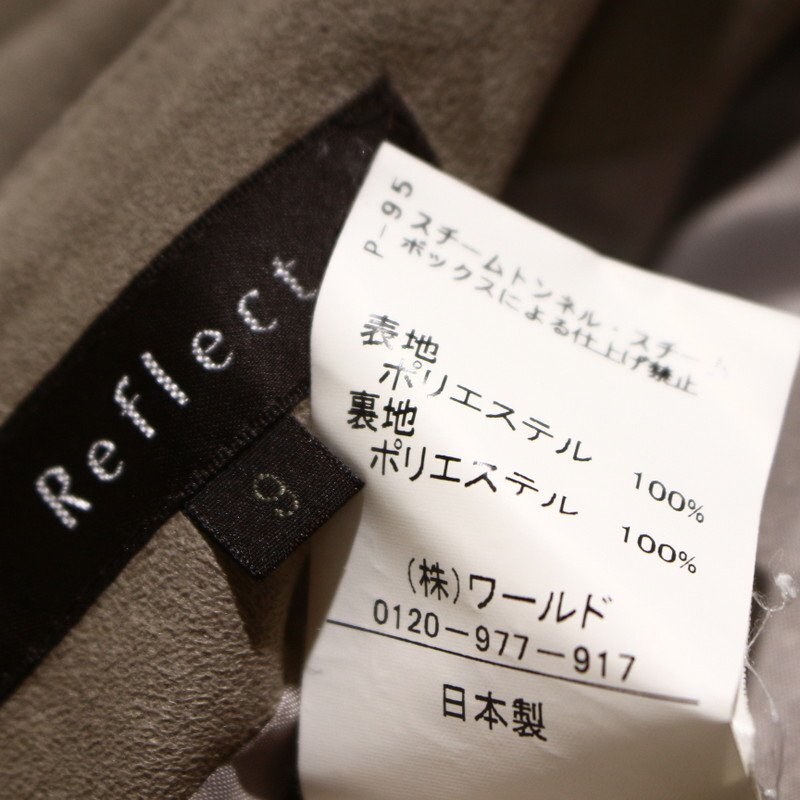 Reflect
9
P-95
スチームトンネル・スチーム
ボックスによる仕上げ禁止
表地
ポリエステル 100%
裏地
ポリエステル 100%
(株)ワールド
0120-977-917
日本製